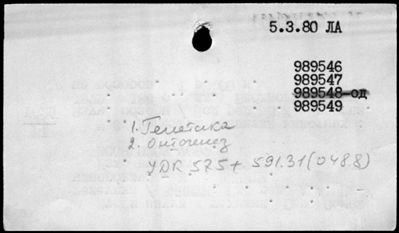 5.3.80 ЛА
989546
989547
989548-од
989549
1. Генетика
2. Онтогенез
УДК 575+591.31(0488)